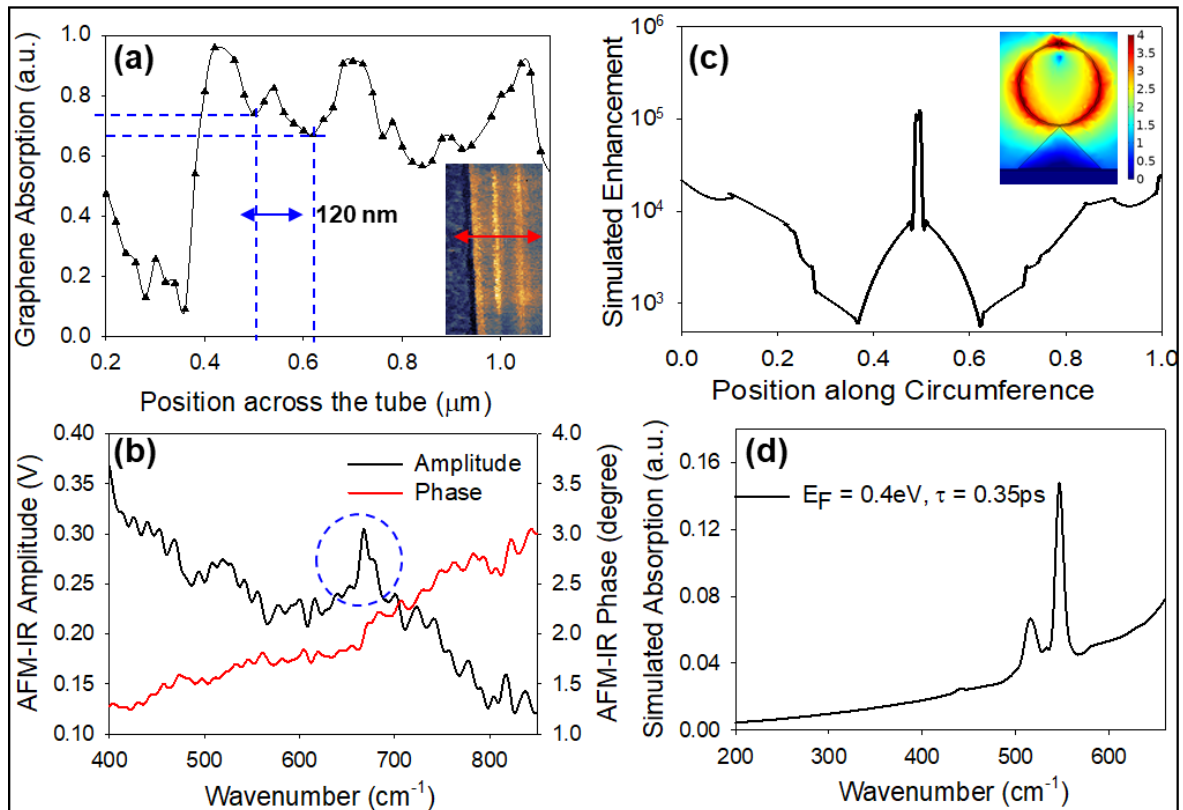 (a)
Graphene Absorption (a.u.)
1.0
0.8
0.6
0.4
0.2
0.0
120 nm
0.2 0.4 0.6 0.8 1.0
Position across the tube (μm)
(c)
Simulated Enhancement
10⁶
10⁵
10⁴
10³
4
3.5
3
2.5
2
1.5
1
0.5
0
0.0 0.2 0.4 0.6 0.8 1.0
Position along Circumference
(b)
AFM-IR Amplitude (V)
0.40
0.35
0.30
0.25
0.20
0.15
0.10
Amplitude
Phase
4.0
3.5
3.0
2.5
2.0
1.5
1.0
AFM-IR Phase (degree)
400 500 600 700 800
Wavenumber (cm⁻¹)
(d)
Simulated Absorption (a.u.)
0.16
0.12
0.08
0.04
0.00
E_F = 0.4eV, τ = 0.35ps
200 300 400 500 600
Wavenumber (cm⁻¹)